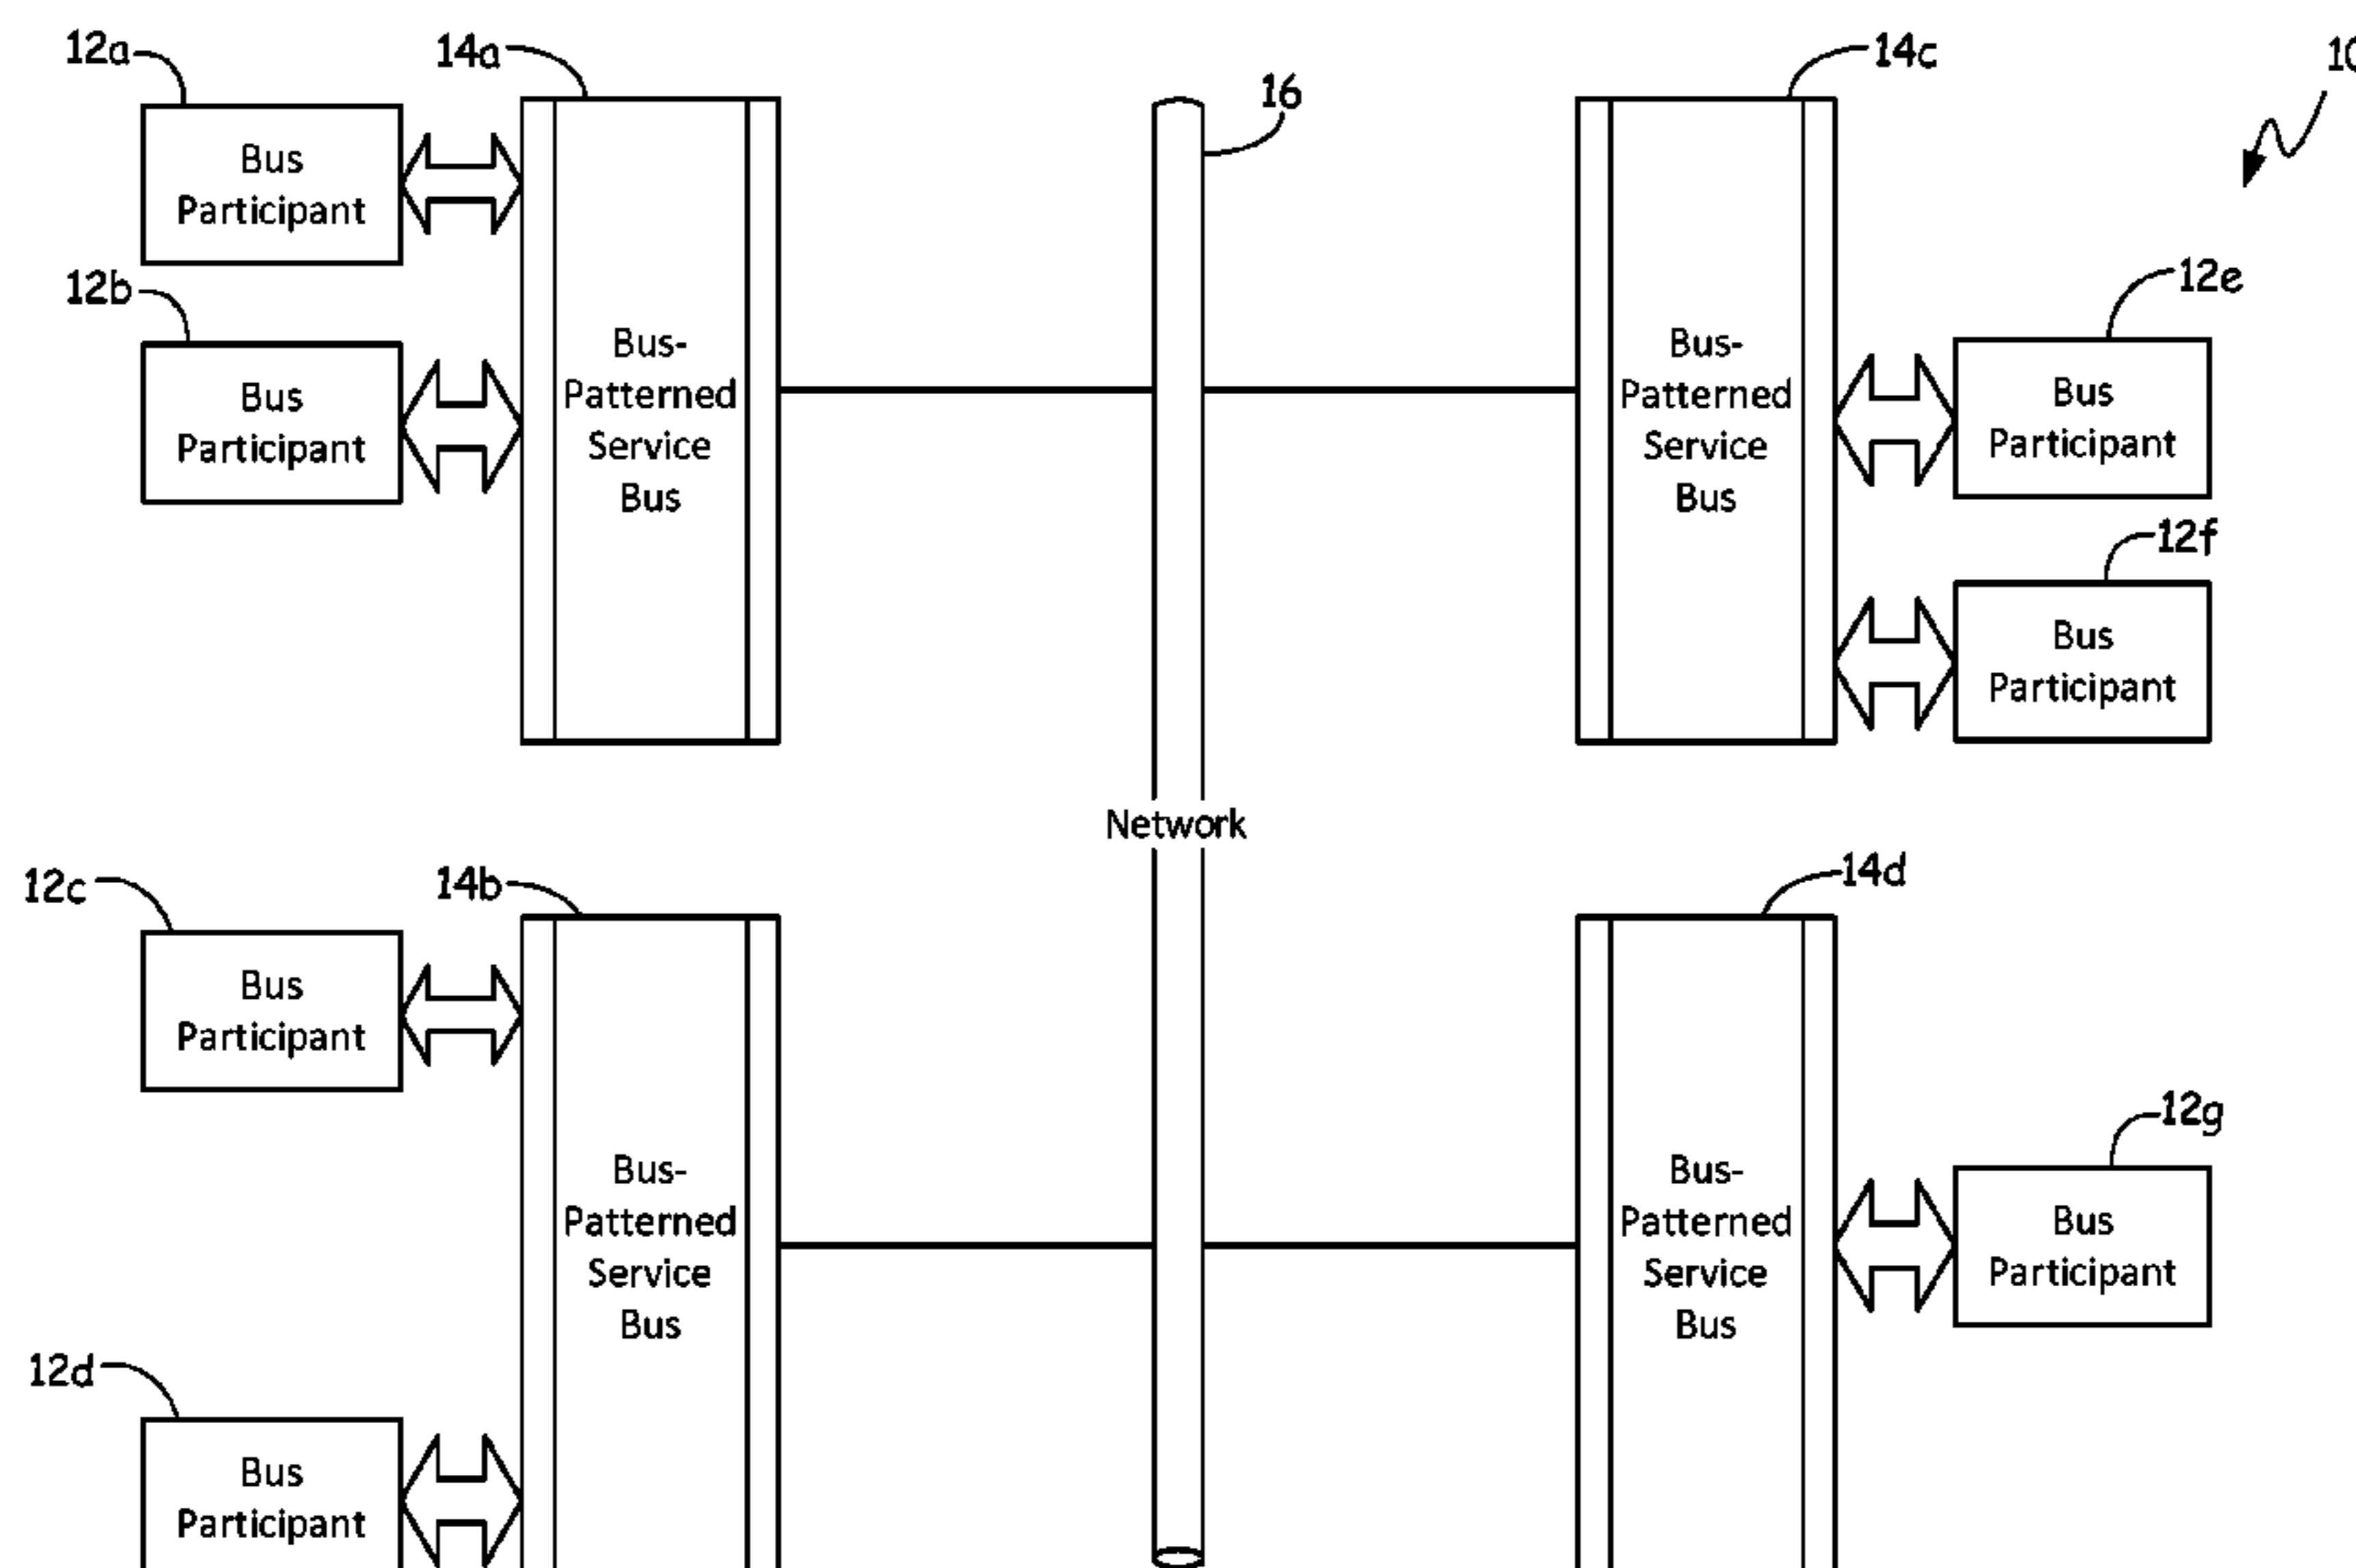 12a
14a
16
14c
10
Bus
Participant
12b
Bus
Participant
Bus-
Patterned
Service
Bus
Bus-
Patterned
Service
Bus
12e
Bus
Participant
12f
Bus
Participant
Network
12c
14b
14d
Bus
Participant
Bus-
Patterned
Service
Bus
Bus-
Patterned
Service
Bus
12g
Bus
Participant
12d
Bus
Participant